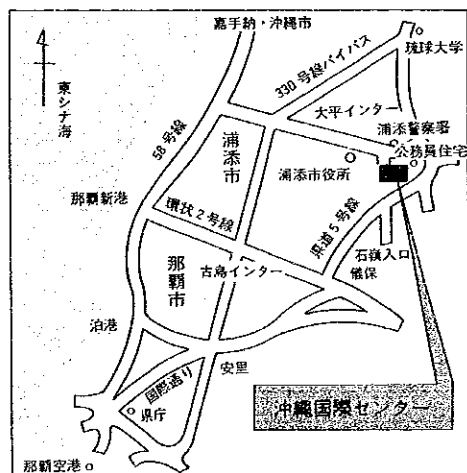 嘉手納・沖縄市
330号線バイパス
琉球大学
東シナ海
大平インター
浦添警察署
公務員住宅
58号線
浦添市
浦添市役所
那覇新港
環状2号線
県道5号線
石嶺入口
儀保
古島インター
那覇市
泊港
安里
国際通り
県庁
沖縄国際センター
那覇空港